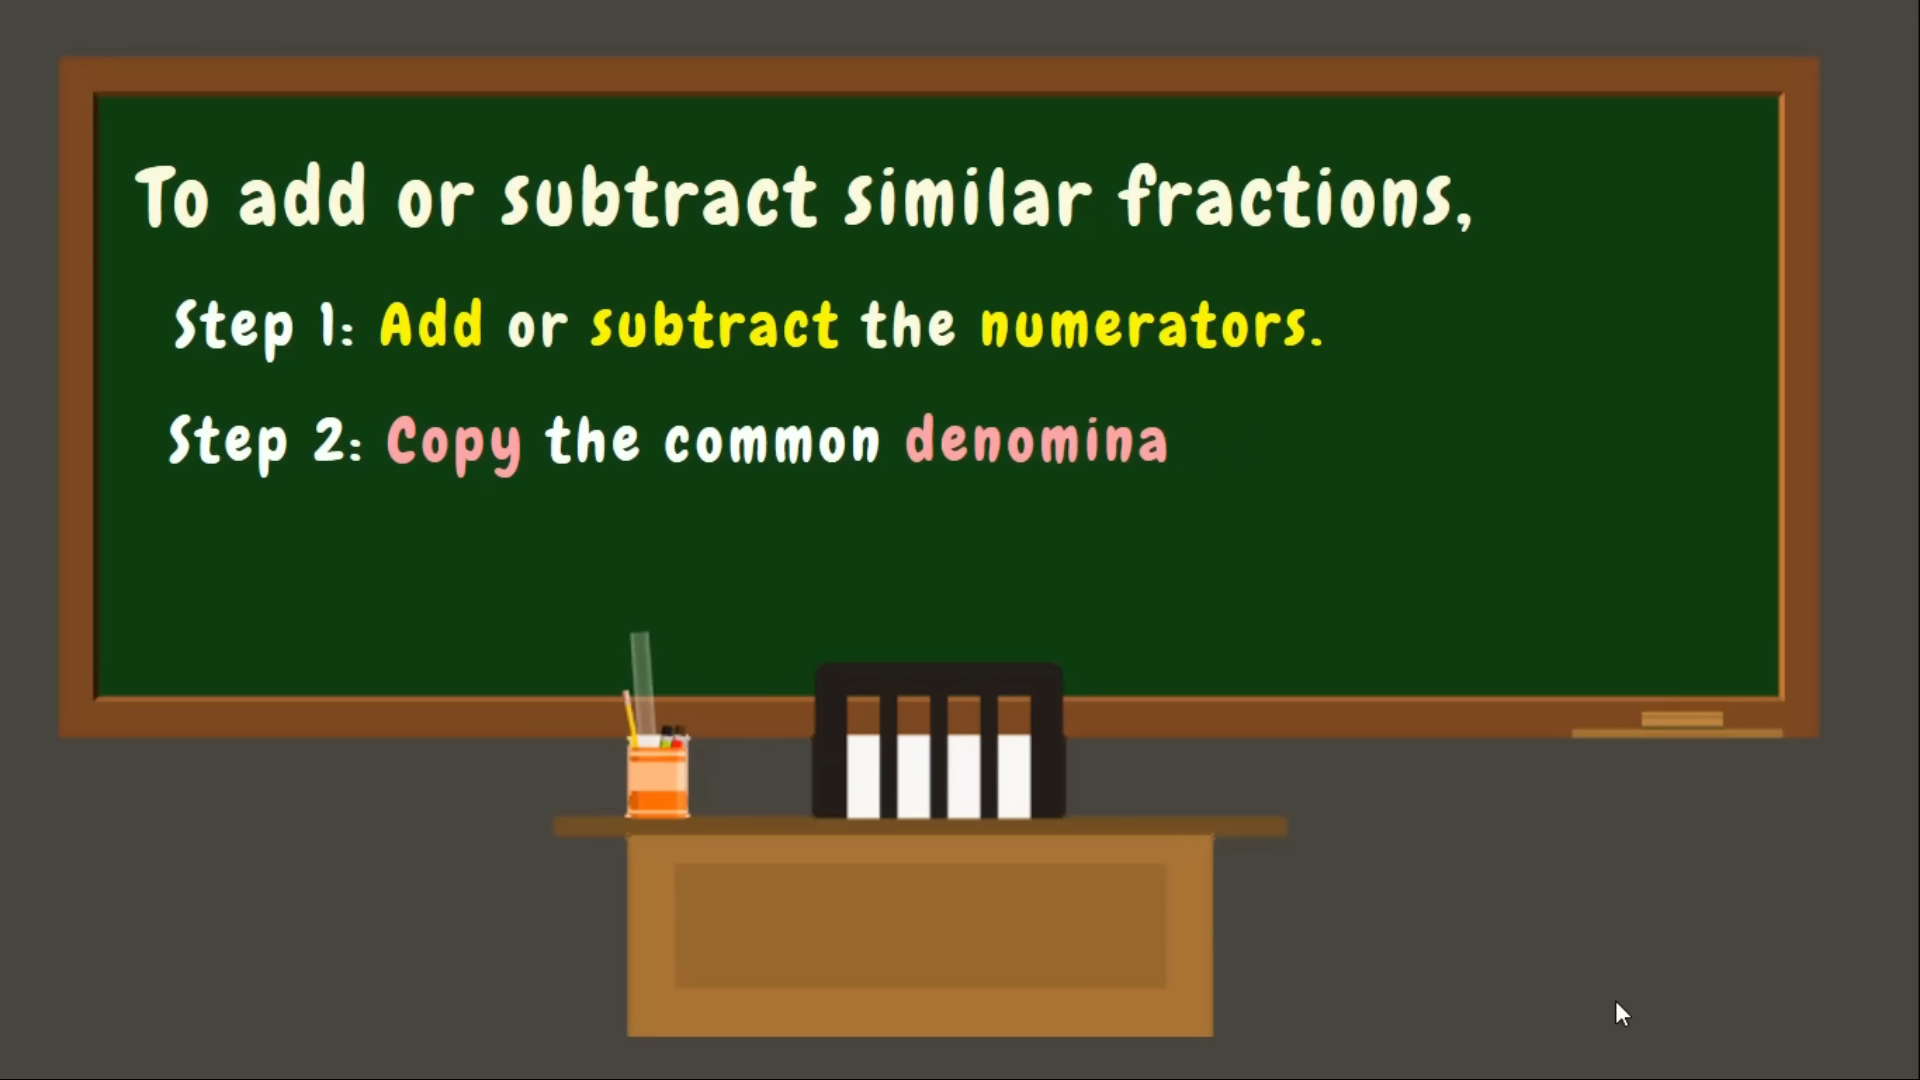 To add or subtract similar fractions,
Step 1: Add or subtract the numerators.
Step 2: Copy the common denomina